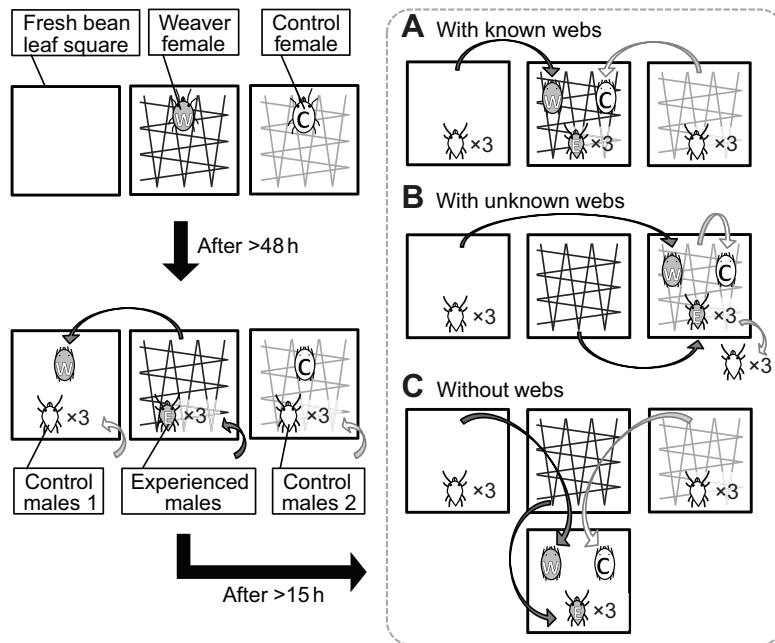 Fresh bean
leaf square
Weaver
female
Control
female
W
C
After >48 h
W
C
×3
E ×3
×3
Control
males 1
Experienced
males
Control
males 2
After >15 h
A With known webs
W
C
×3
E ×3
×3
B With unknown webs
W
C
×3
E ×3
×3
C Without webs
×3
×3
W
C
E ×3